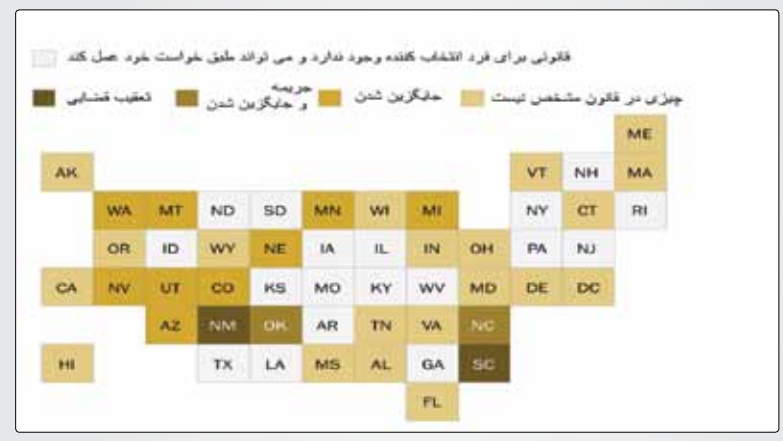 قانونی برای فرد انتخاب کننده وجود ندارد و می تواند طبق خواست خود عمل کند
چیزی در قانون مشخص نیست
جایگزین شدن
جریمه
و جایگزین شدن
تعقیب قضایی
ME
AK VT NH MA
WA MT ND SD MN WI MI NY CT RI
OR ID WY NE IA IL IN OH PA NJ
CA NV UT CO KS MO KY WV MD DE DC
AZ NM OK AR TN VA NC
HI TX LA MS AL GA SC
FL